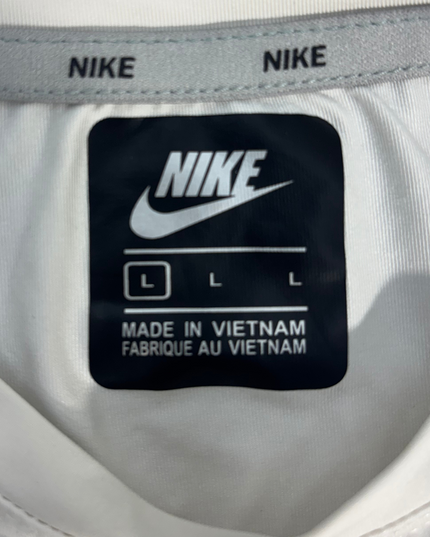 NIKE NIKE
NIKE
L L L
MADE IN VIETNAM
FABRIQUE AU VIETNAM